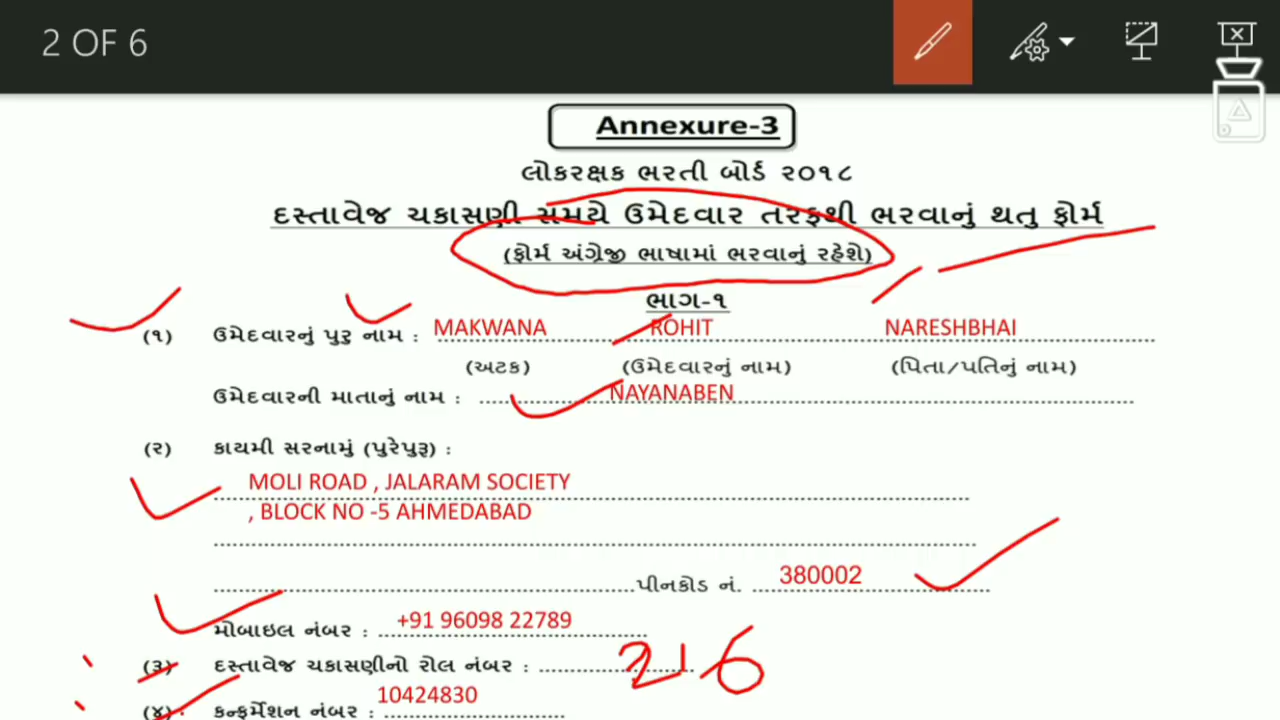 2 OF 6
Annexure-3
લોકરક્ષક ભરતી બોર્ડ ૨૦૧૮
દસ્તાવેજ ચકાસણી સમયે ઉમેદવાર તરફથી ભરવાનું થતુ ફોર્મ
(ફોર્મ અંગ્રેજી ભાષામાં ભરવાનું રહેશે)
ભાગ-૧
(૧) ઉમેદવારનું પુરુ નામ : MAKWANA ROHIT NARESHBHAI
(અટક) (ઉમેદવારનું નામ) (પિતા/પતિનું નામ)
ઉમેદવારની માતાનું નામ : NAYANABEN
(૨) કાયમી સરનામું (પુરેપુરૂ) :
MOLI ROAD , JALARAM SOCIETY
, BLOCK NO -5 AHMEDABAD
પીનકોડ નં. 380002
મોબાઇલ નંબર : +91 96098 22789
(૩) દસ્તાવેજ ચકાસણીનો રોલ નંબર : 216
(૪) કન્ફર્મેશન નંબર : 10424830